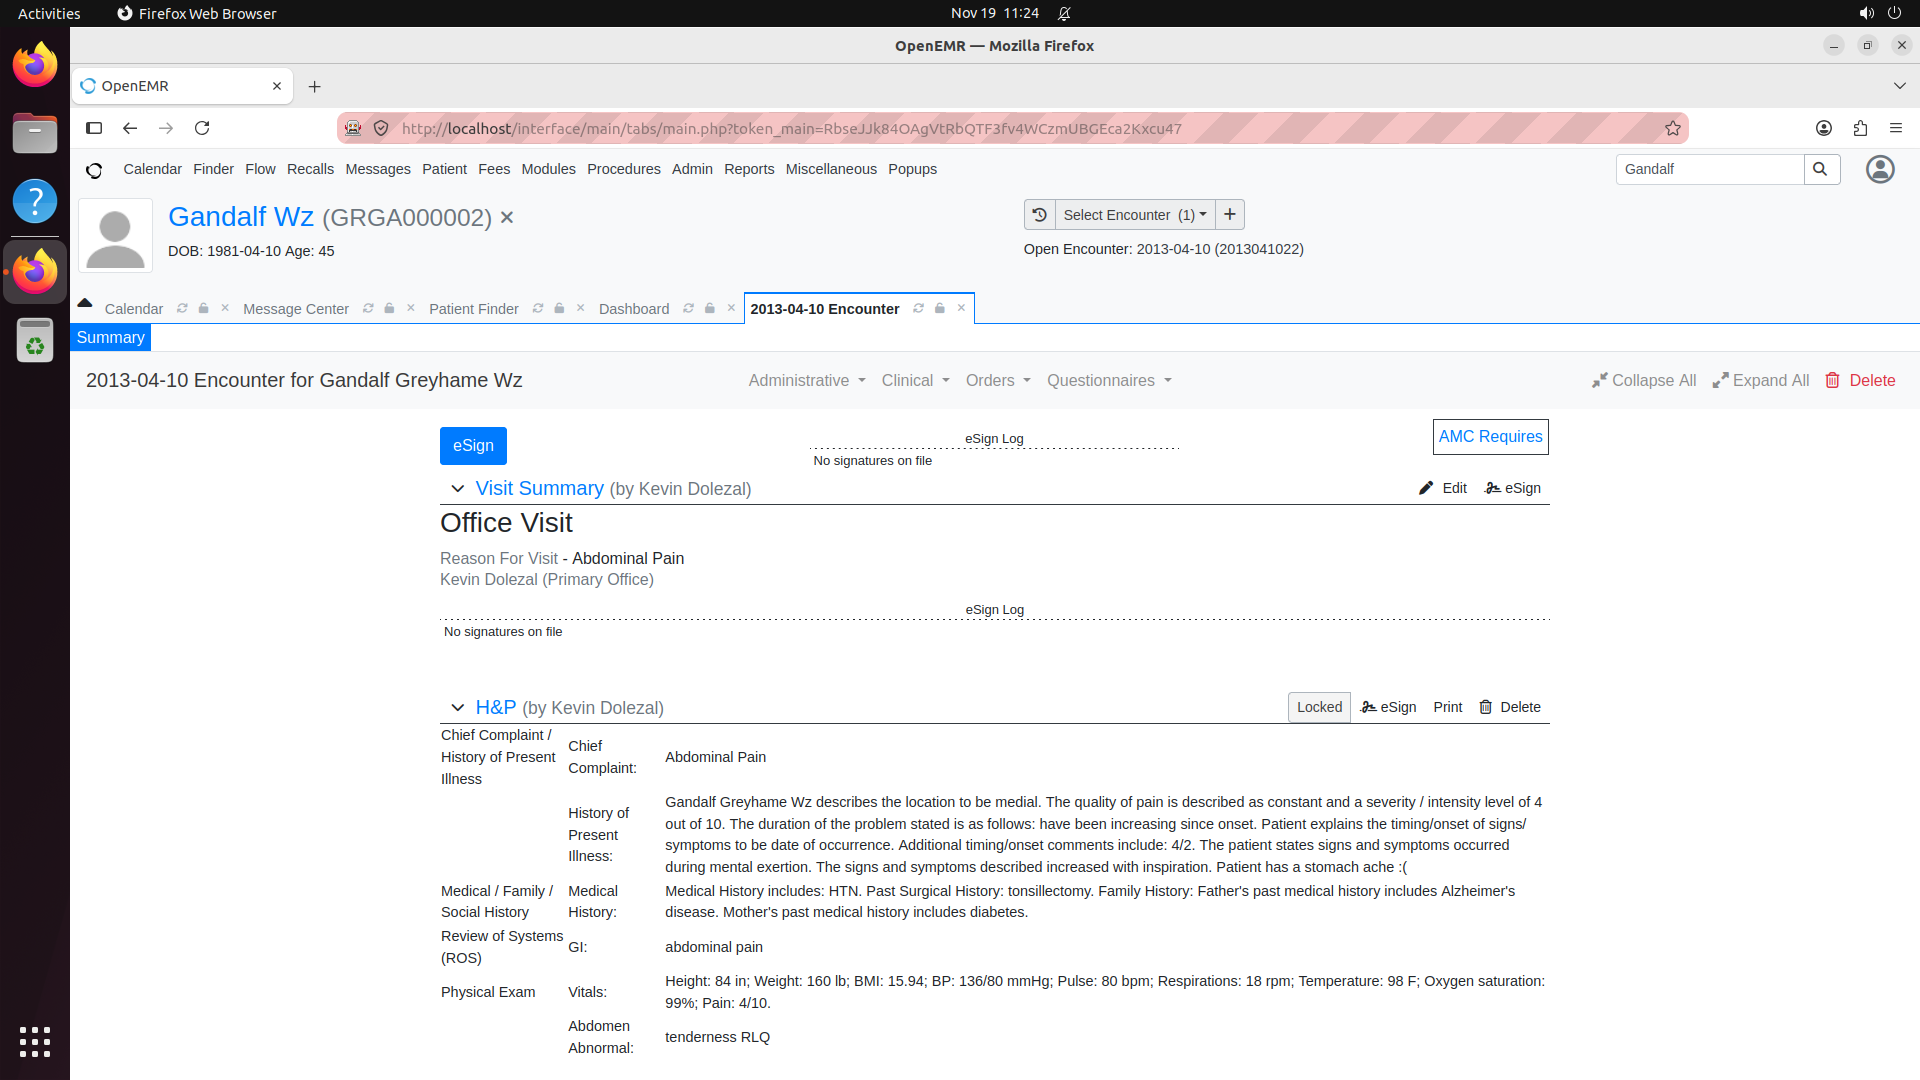 Activities
Firefox Web Browser
Nov 19 11:24
OpenEMR — Mozilla Firefox
OpenEMR
http://localhost/interface/main/tabs/main.php?token_main=RbseJJk84OAgVtRbQTF3fv4WCzmUBGEca2Kxcu47
Calendar Finder Flow Recalls Messages Patient Fees Modules Procedures Admin Reports Miscellaneous Popups
Gandalf
Gandalf Wz (GRGA000002)
Select Encounter (1)
DOB: 1981-04-10 Age: 45
Open Encounter: 2013-04-10 (2013041022)
Calendar
Message Center
Patient Finder
Dashboard
2013-04-10 Encounter
Summary
2013-04-10 Encounter for Gandalf Greyhame Wz
Administrative
Clinical
Orders
Questionnaires
Collapse All
Expand All
Delete
eSign
eSign Log
No signatures on file
AMC Requires
Visit Summary (by Kevin Dolezal)
Edit
eSign
Office Visit
Reason For Visit - Abdominal Pain
Kevin Dolezal (Primary Office)
eSign Log
No signatures on file
H&P (by Kevin Dolezal)
Locked
eSign
Print
Delete
Chief Complaint /
History of Present
Illness
Chief
Complaint:
Abdominal Pain
History of
Present
Illness:
Gandalf Greyhame Wz describes the location to be medial. The quality of pain is described as constant and a severity / intensity level of 4
out of 10. The duration of the problem stated is as follows: have been increasing since onset. Patient explains the timing/onset of signs/
symptoms to be date of occurrence. Additional timing/onset comments include: 4/2. The patient states signs and symptoms occurred
during mental exertion. The signs and symptoms described increased with inspiration. Patient has a stomach ache :(
Medical / Family /
Social History
Medical
History:
Medical History includes: HTN. Past Surgical History: tonsillectomy. Family History: Father's past medical history includes Alzheimer's
disease. Mother's past medical history includes diabetes.
Review of Systems
(ROS)
GI:
abdominal pain
Physical Exam
Vitals:
Height: 84 in; Weight: 160 lb; BMI: 15.94; BP: 136/80 mmHg; Pulse: 80 bpm; Respirations: 18 rpm; Temperature: 98 F; Oxygen saturation:
99%; Pain: 4/10.
Abdomen
Abnormal:
tenderness RLQ